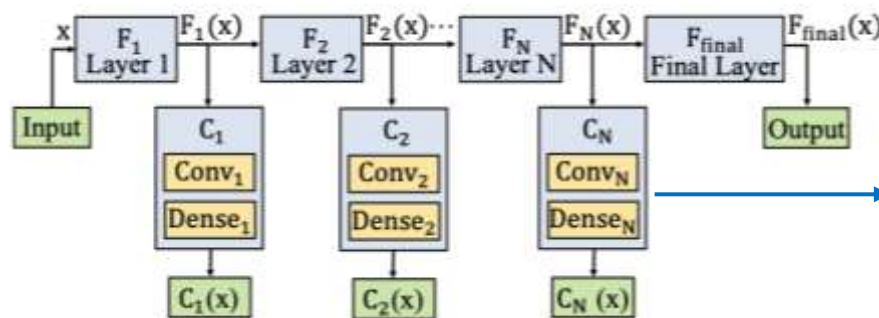 x F₁ F₁(x) F₂ F₂(x)··· F_N F_N(x) F_final F_final(x)
Layer 1 Layer 2 Layer N Final Layer
Input C₁ C₂ C_N Output
Conv₁ Conv₂ Conv_N
Dense₁ Dense₂ Dense_N
C₁(x) C₂(x) C_N (x)